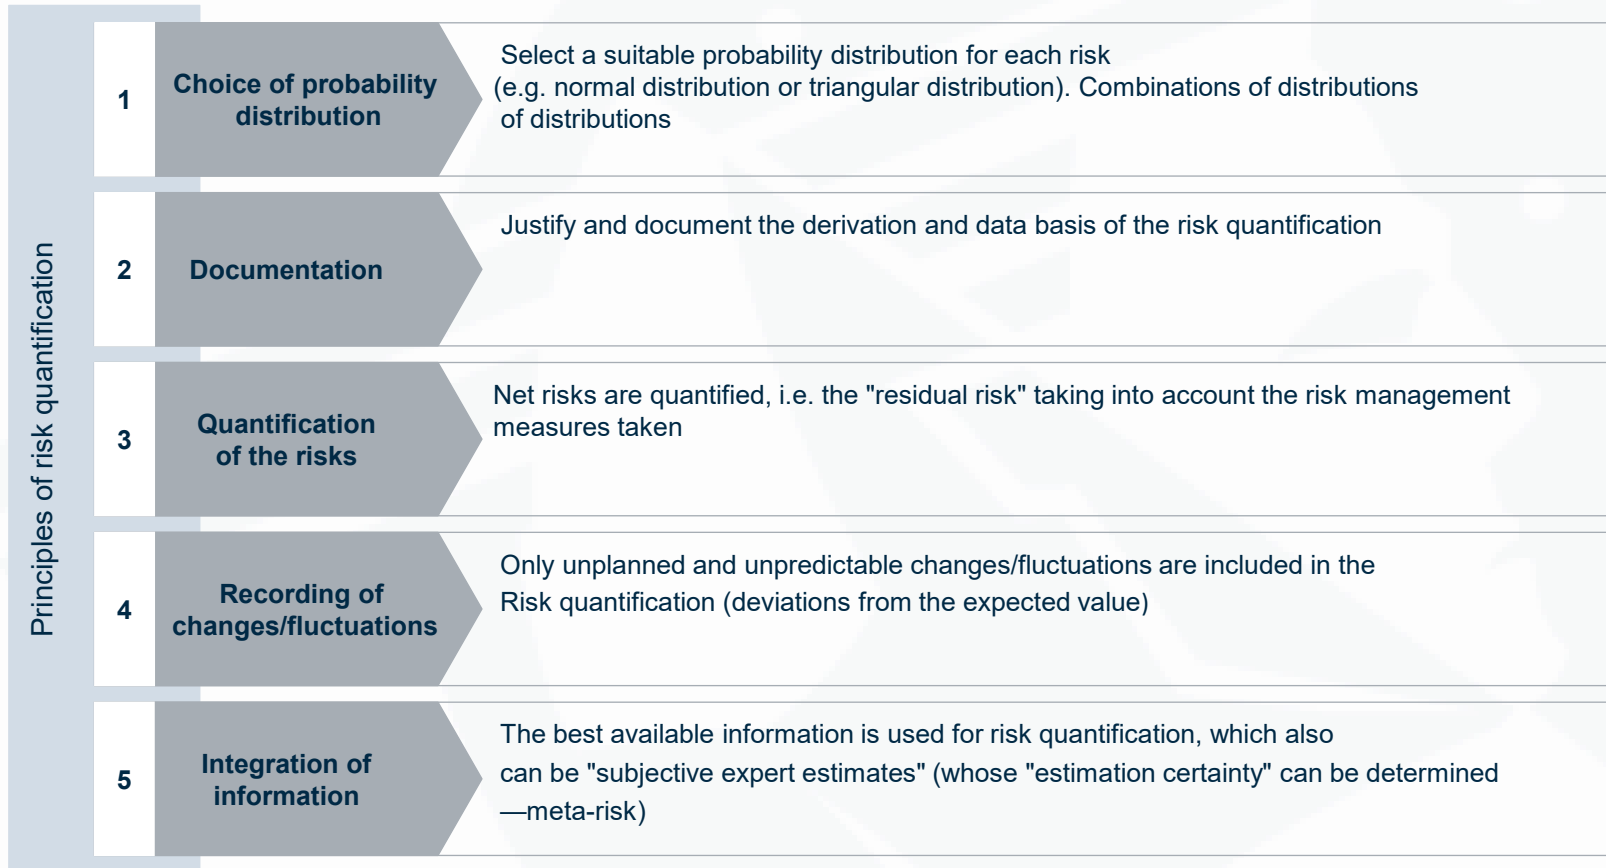 Principles of risk quantification
1
Choice of probability
distribution
Select a suitable probability distribution for each risk
(e.g. normal distribution or triangular distribution). Combinations of distributions
of distributions
2
Documentation
Justify and document the derivation and data basis of the risk quantification
3
Quantification
of the risks
Net risks are quantified, i.e. the "residual risk" taking into account the risk management
measures taken
4
Recording of
changes/fluctuations
Only unplanned and unpredictable changes/fluctuations are included in the
Risk quantification (deviations from the expected value)
5
Integration of
information
The best available information is used for risk quantification, which also
can be "subjective expert estimates" (whose "estimation certainty" can be determined
—meta-risk)